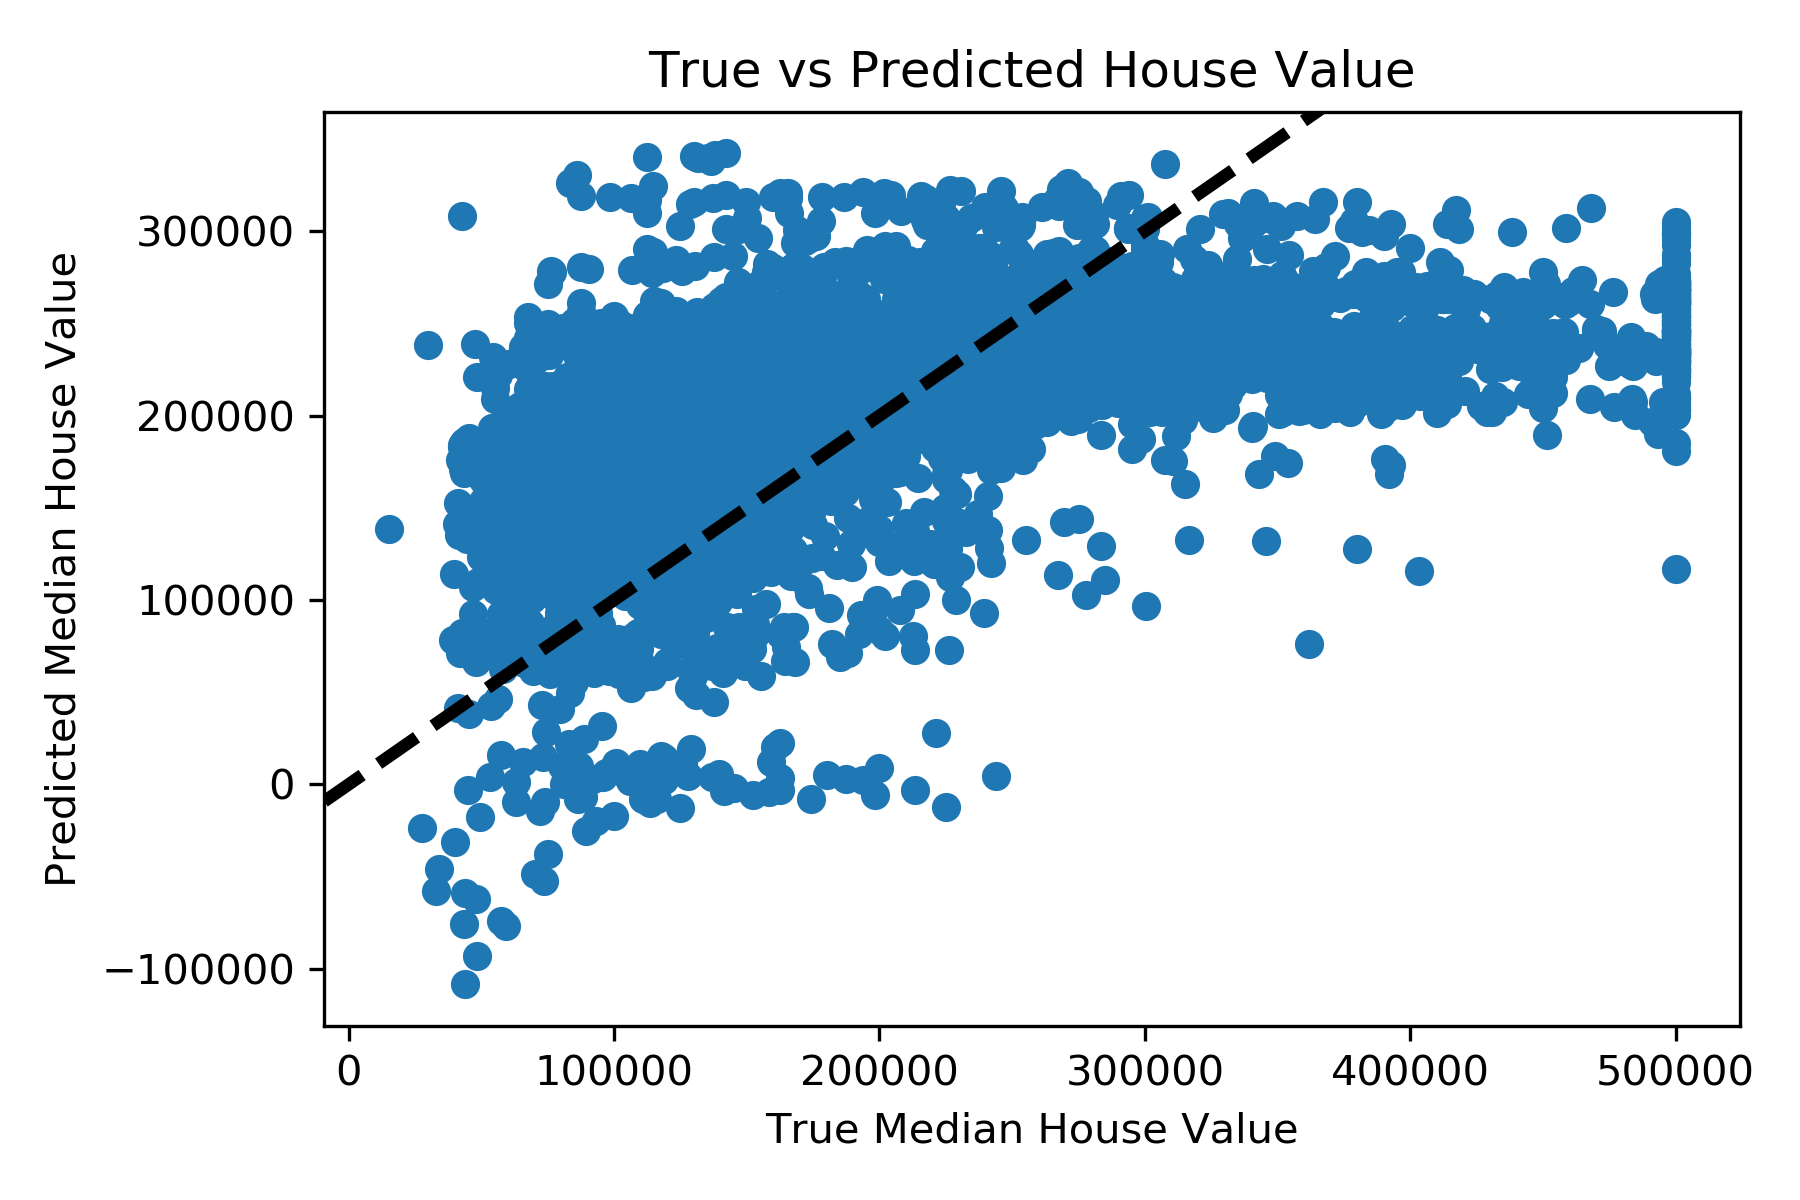 True vs Predicted House Value
300000
200000
100000
0
−100000
Predicted Median House Value
0 100000 200000 300000 400000 500000
True Median House Value